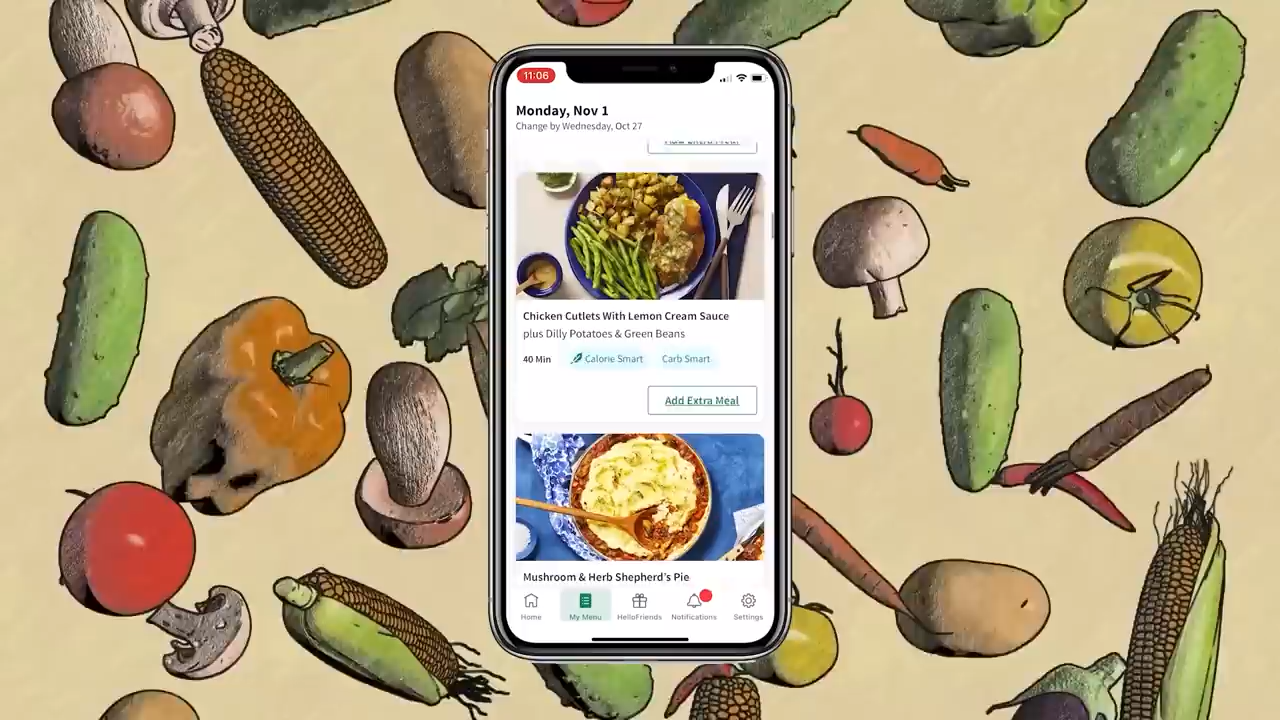 11:06
Monday, Nov 1
Change by Wednesday, Oct 27
Chicken Cutlets With Lemon Cream Sauce
plus Dilly Potatoes & Green Beans
40 Min Calorie Smart Carb Smart
Add Extra Meal
Mushroom & Herb Shepherd's Pie
Home My Menu HelloFriends Notifications Settings